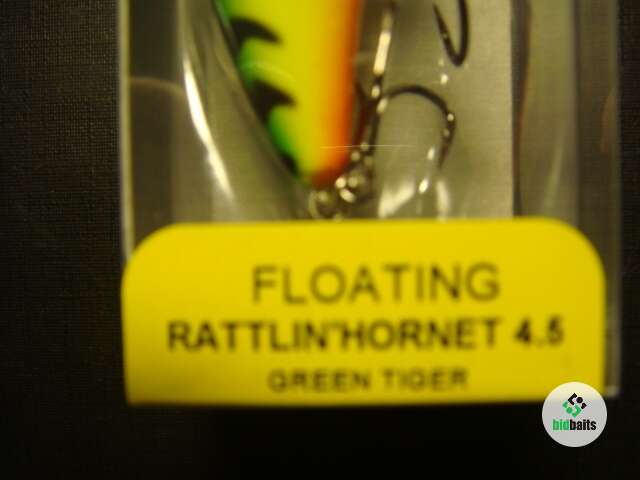 FLOATING
RATTLIN'HORNET 4.5
GREEN TIGER
bidbaits